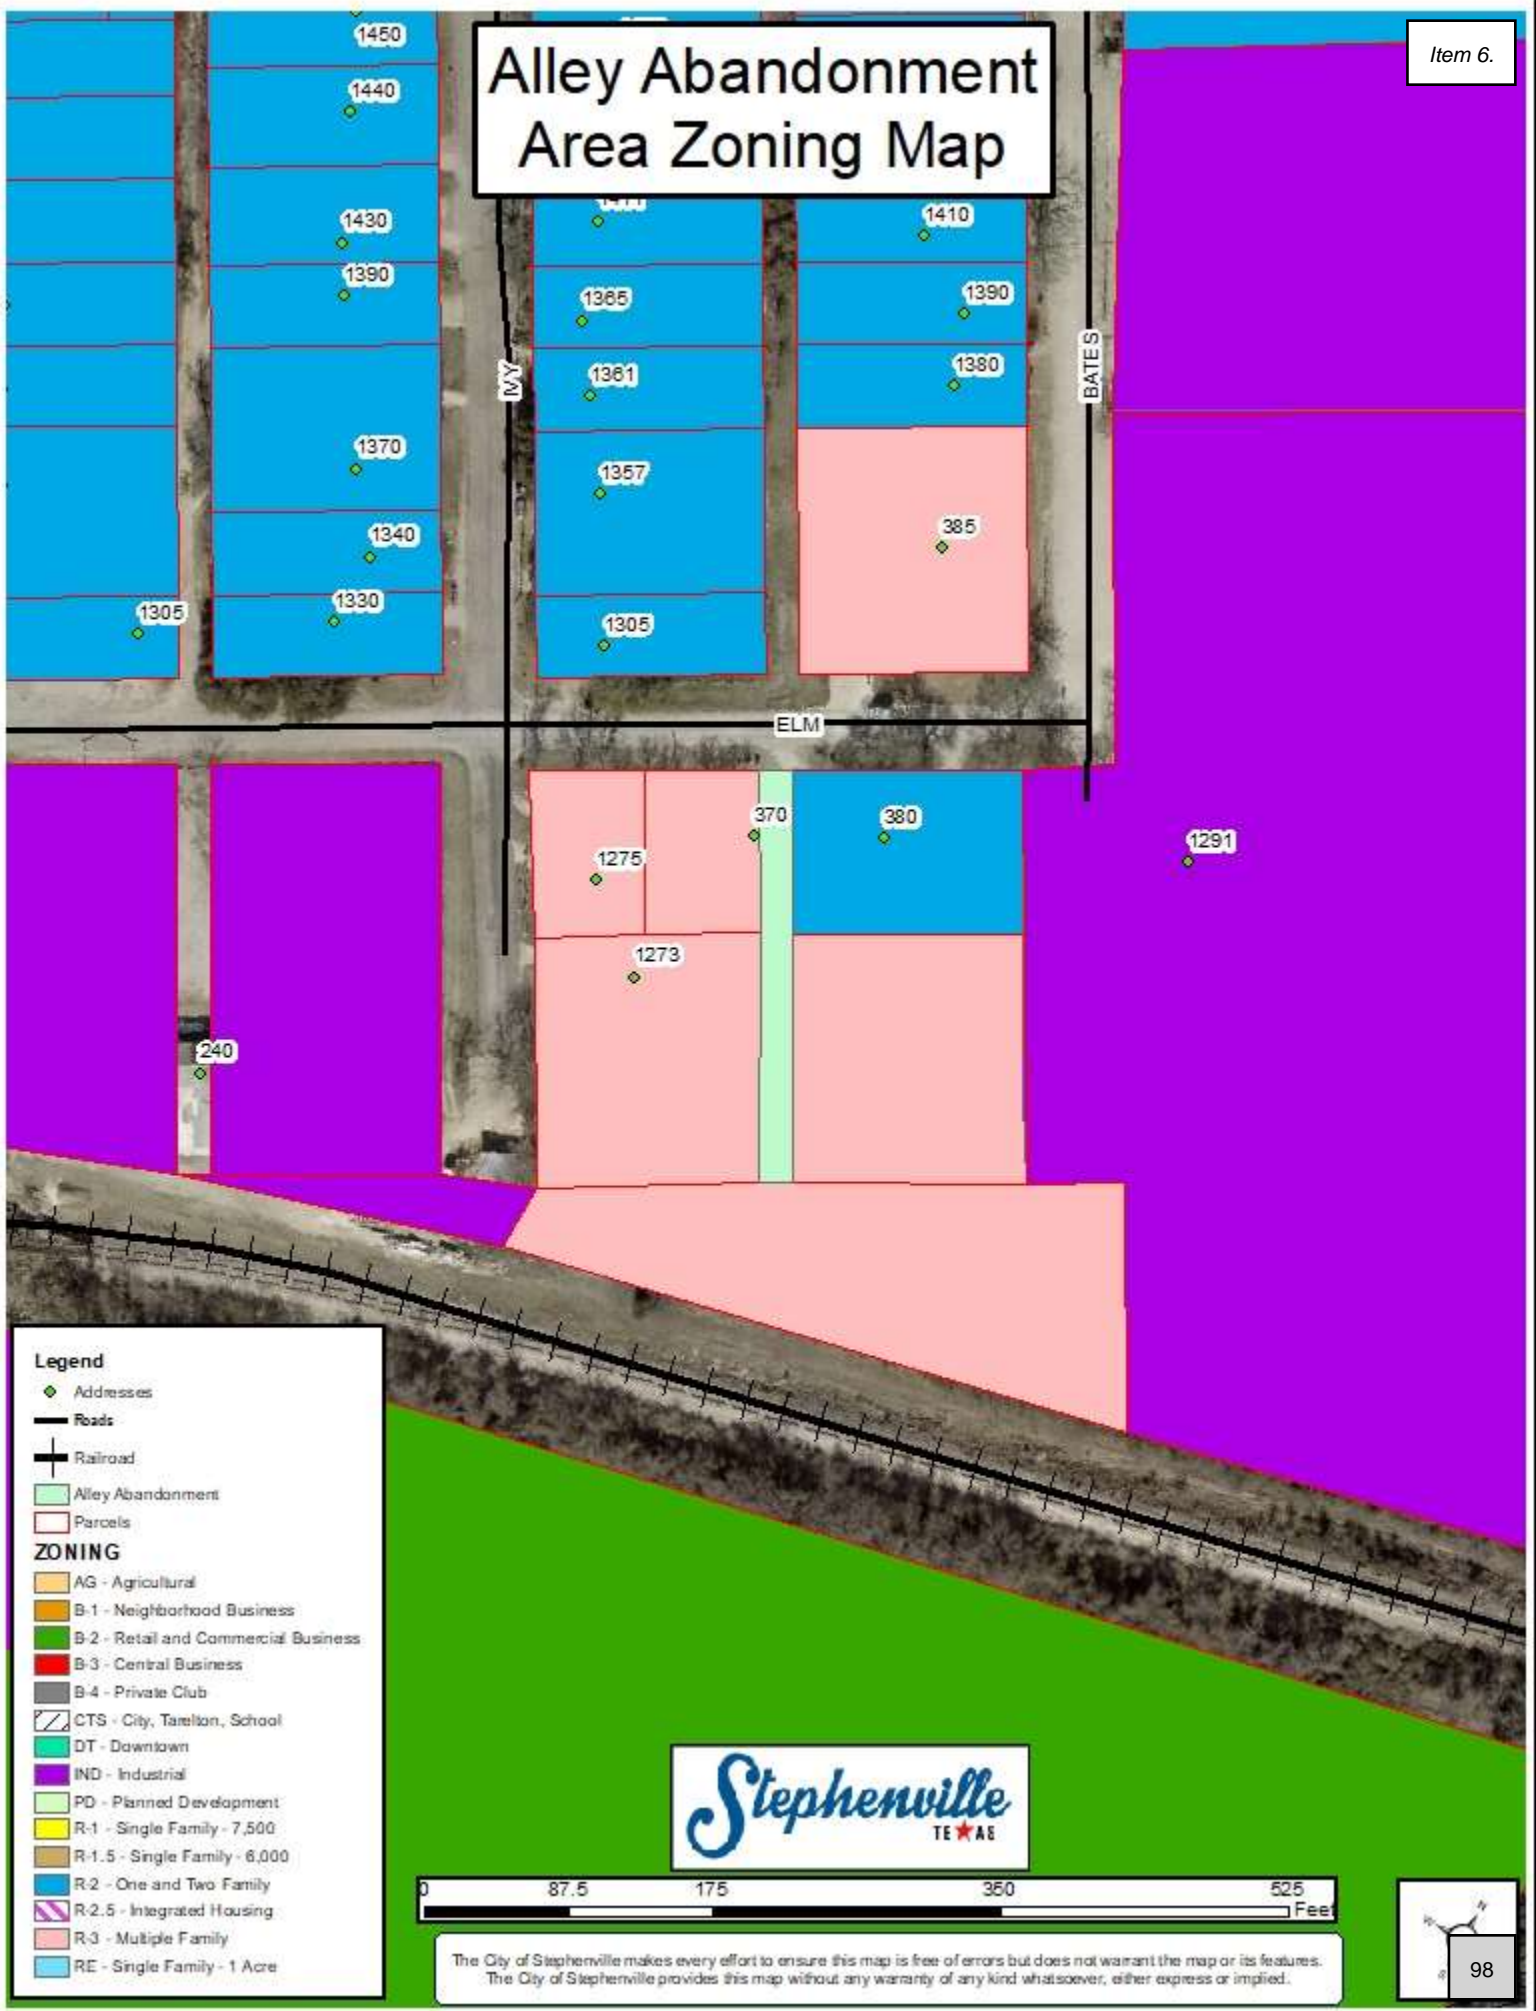 Item 6.
Alley Abandonment
Area Zoning Map
1450
1440
1430
1410
1390
1365
1390
1361
1380
IVY
BATES
1370
1357
385
1340
1330
1305
1305
ELM
370
380
1275
1291
1273
240
Legend
Addresses
Roads
Railroad
Alley Abandonment
Parcels
ZONING
AG - Agricultural
B-1 - Neighborhood Business
B-2 - Retail and Commercial Business
B-3 - Central Business
B-4 - Private Club
CTS - City, Tarelton, School
DT - Downtown
IND - Industrial
PD - Planned Development
R-1 - Single Family - 7,500
R-1.5 - Single Family - 6,000
R-2 - One and Two Family
R-2.5 - Integrated Housing
R-3 - Multiple Family
RE - Single Family - 1 Acre
Stephenville
TEXAS
0 87.5 175 350 525
Feet
The City of Stephenville makes every effort to ensure this map is free of errors but does not warrant the map or its features.
The City of Stephenville provides this map without any warranty of any kind whatsoever, either express or implied.
N
W
S
98